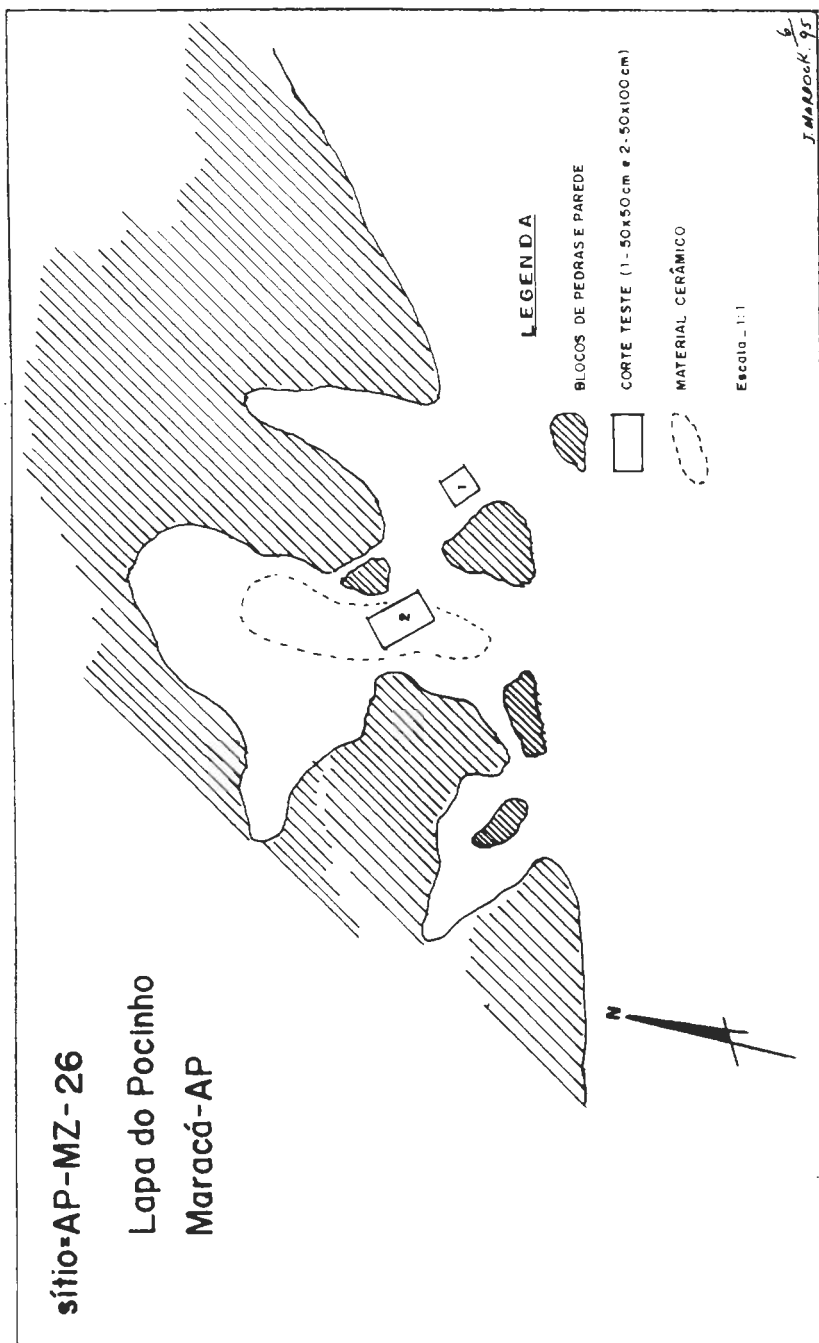 sítio=AP-MZ-26
Lapa do Pocinho
Maracá-AP
1
2
N
LEGENDA
BLOCOS DE PEDRAS E PAREDE
CORTE TESTE (1-50x50cm e 2-50x100cm)
MATERIAL CERÂMICO
Escala_1:1
J. MARDOCK. 6/95